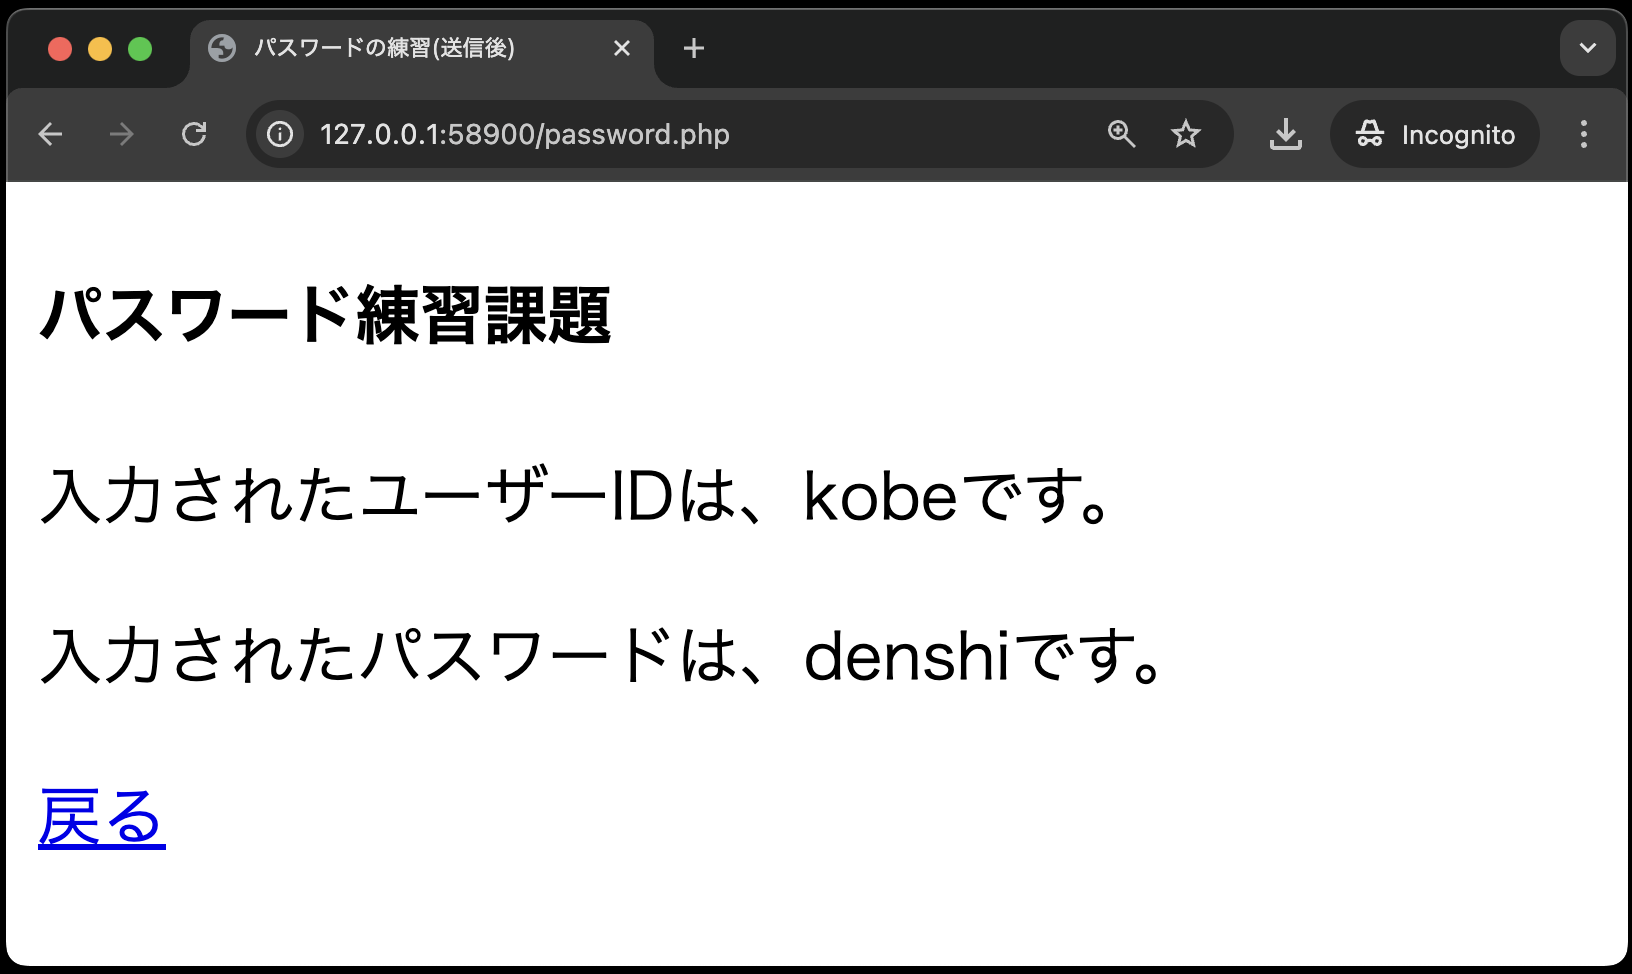 パスワードの練習(送信後)
127.0.0.1:58900/password.php
Incognito
パスワード練習課題
入力されたユーザーIDは、kobeです。
入力されたパスワードは、denshiです。
戻る